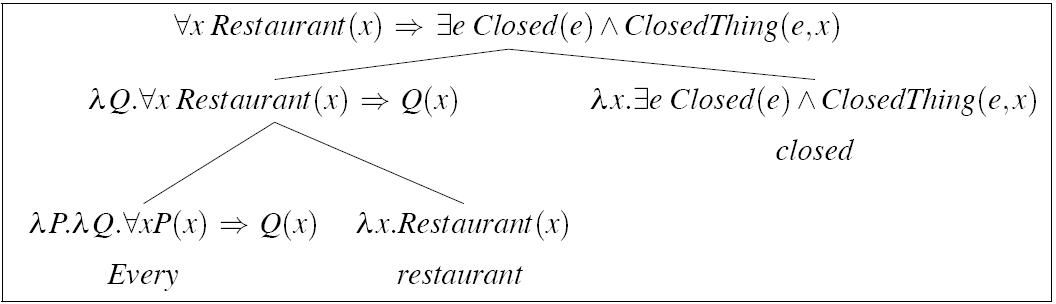 ∀x Restaurant(x) ⇒ ∃e Closed(e) ∧ ClosedThing(e,x)
λQ.∀x Restaurant(x) ⇒ Q(x) λx.∃e Closed(e) ∧ ClosedThing(e,x)
closed
λP.λQ.∀xP(x) ⇒ Q(x) λx.Restaurant(x)
Every restaurant